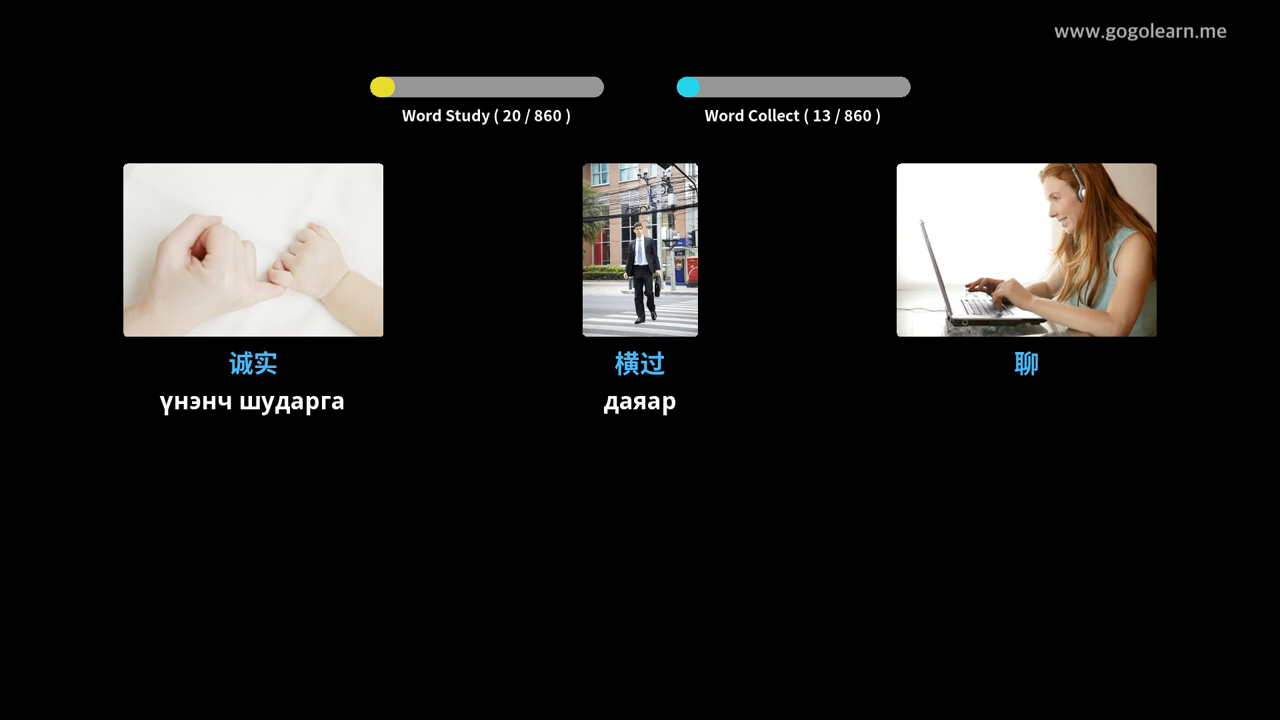 www.gogolearn.me
Word Study ( 20 / 860 )
Word Collect ( 13 / 860 )
诚实
横过
聊
үнэнч шударга
даяар